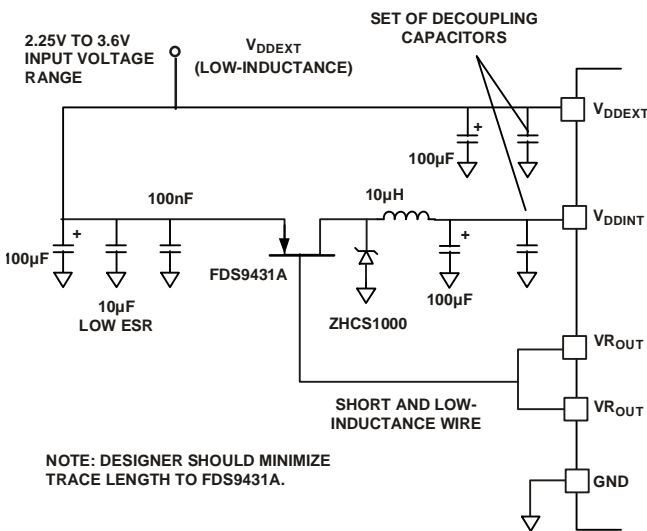 2.25V TO 3.6V
INPUT VOLTAGE
RANGE
VDDEXT
(LOW-INDUCTANCE)
SET OF DECOUPLING
CAPACITORS
VDDEXT
+
100µF
100nF
10µH
VDDINT
+
100µF
+
10µF
LOW ESR
FDS9431A
100µF
ZHCS1000
VROUT
SHORT AND LOW-
INDUCTANCE WIRE
VROUT
NOTE: DESIGNER SHOULD MINIMIZE
TRACE LENGTH TO FDS9431A.
GND